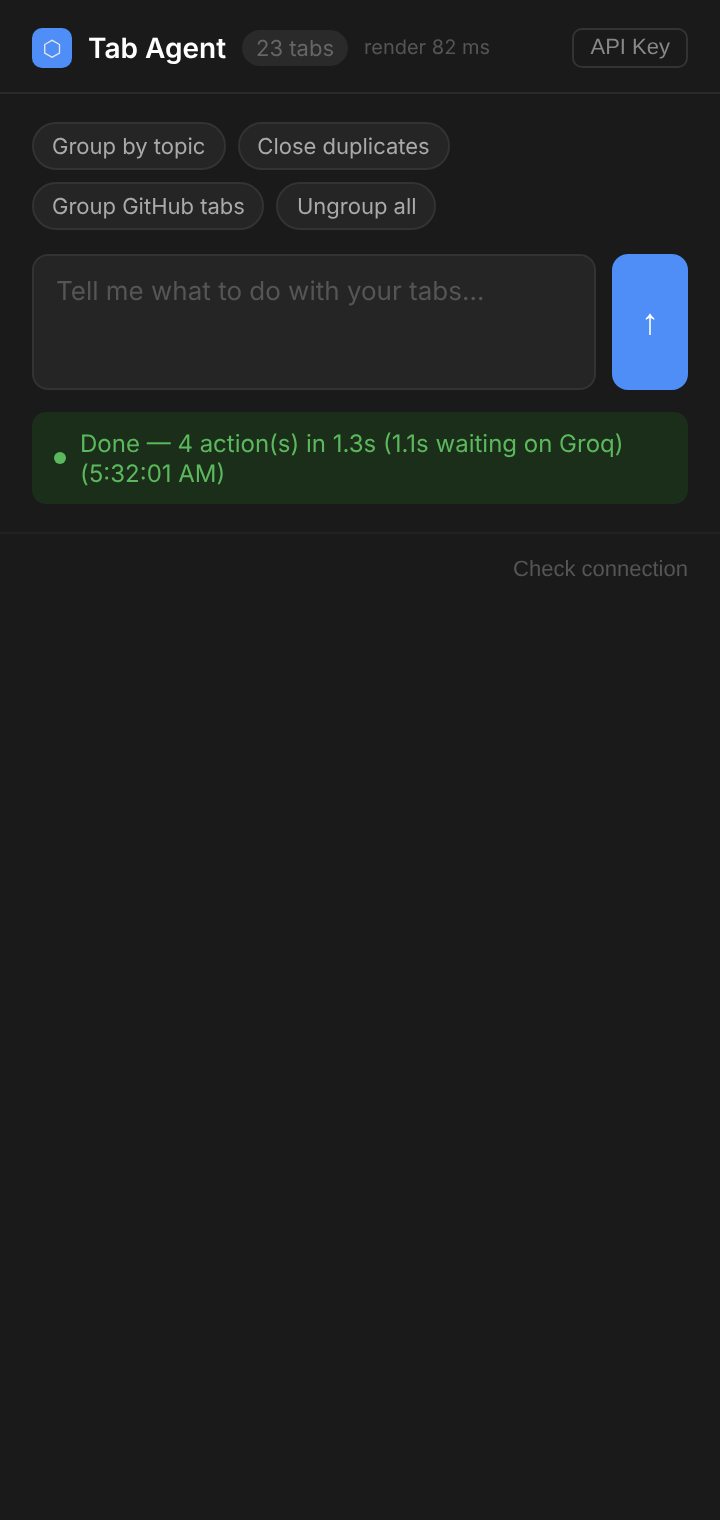 Tab Agent 23 tabs render 82 ms API Key
Group by topic Close duplicates
Group GitHub tabs Ungroup all
Tell me what to do with your tabs...
↑
Done — 4 action(s) in 1.3s (1.1s waiting on Groq)
(5:32:01 AM)
Check connection